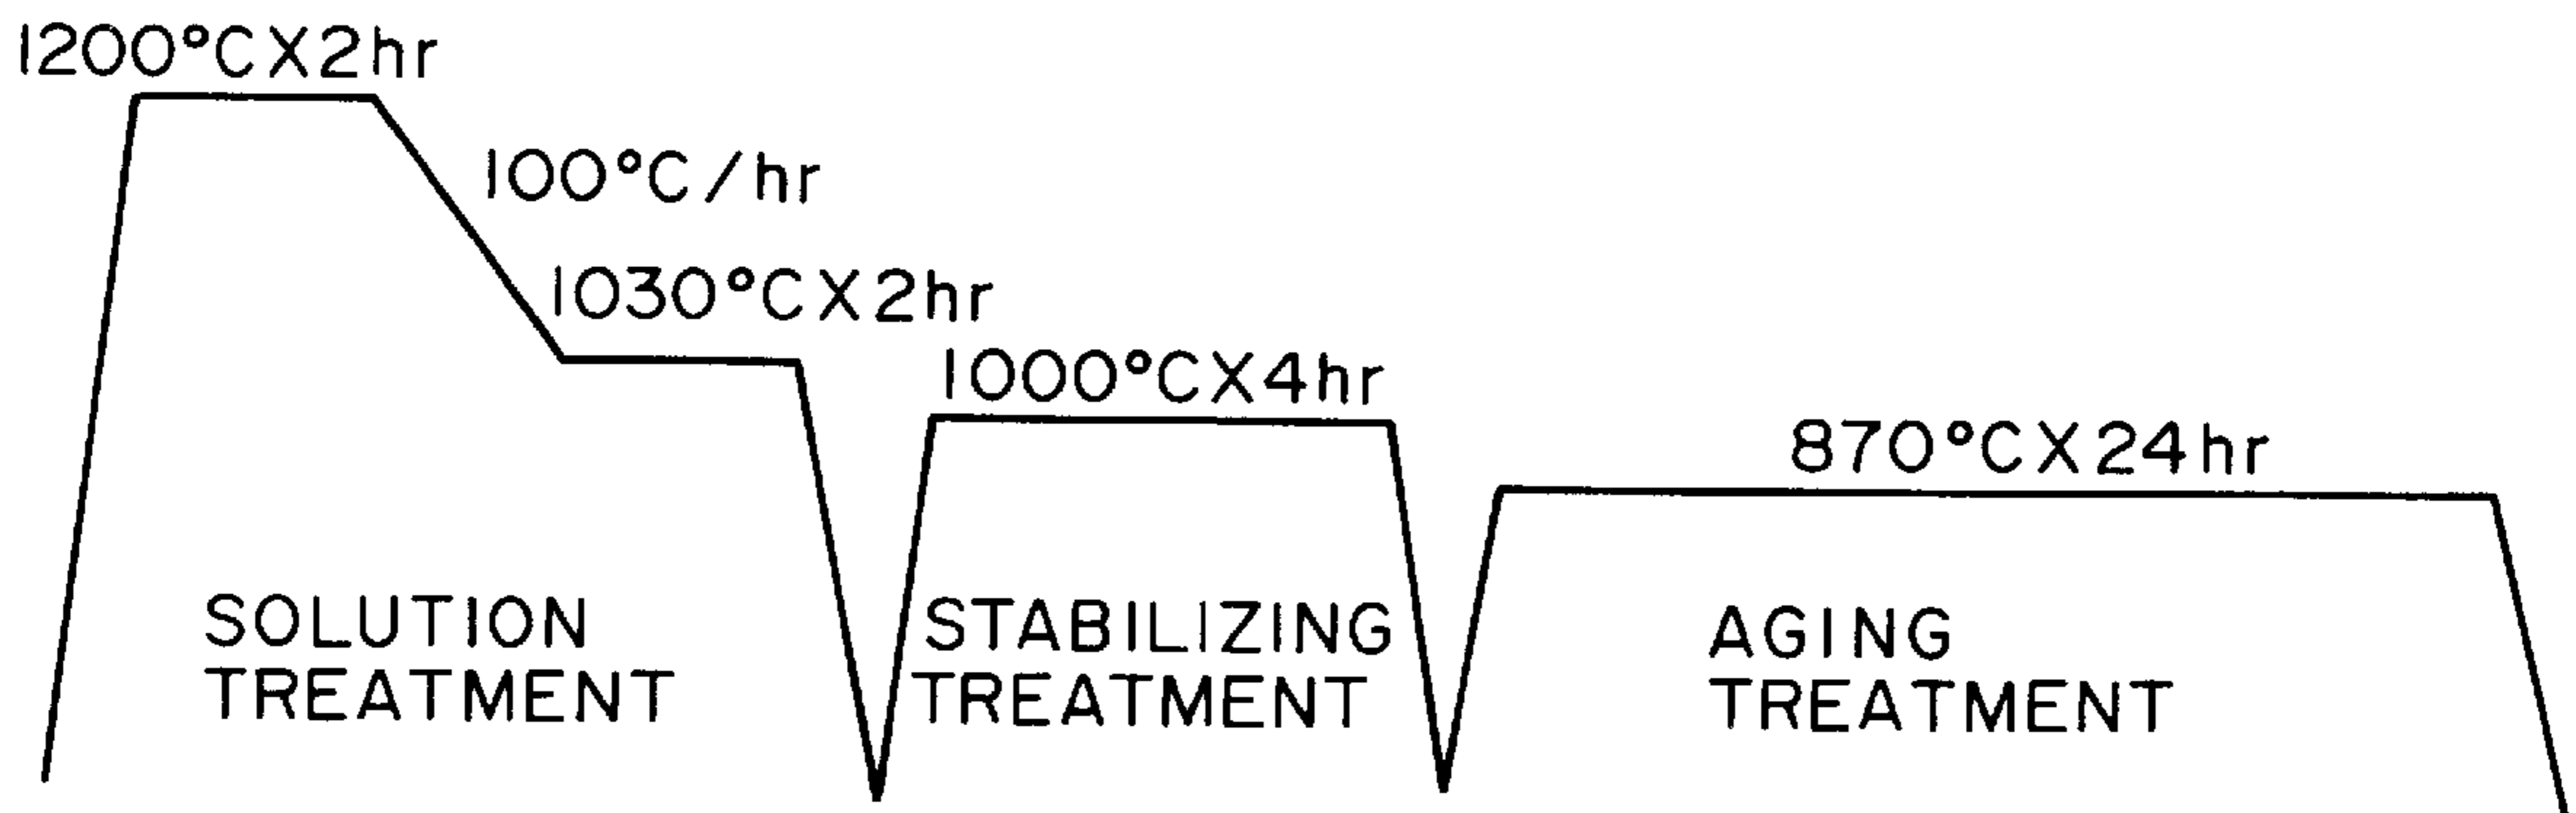 1200°CX2hr
100°C/hr
1030°CX2hr
1000°CX4hr
870°CX24hr
SOLUTION
TREATMENT
STABILIZING
TREATMENT
AGING
TREATMENT